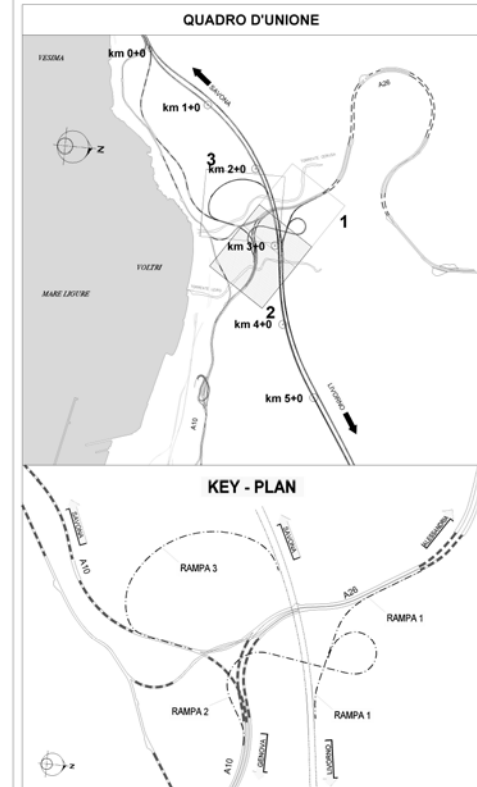 QUADRO D'UNIONE
VESIMA
km 0+0
SAVONA
km 1+0
A26
N
3
km 2+0
1
km 3+0
VOLTRI
MARE LIGURE
2
km 4+0
LIVORNO
km 5+0
A10
KEY - PLAN
SAVONA
SAVONA
ALESSANDRIA
A10
RAMPA 3
A26
RAMPA 1
RAMPA 2
RAMPA 1
GENOVA
LIVORNO
A10
N